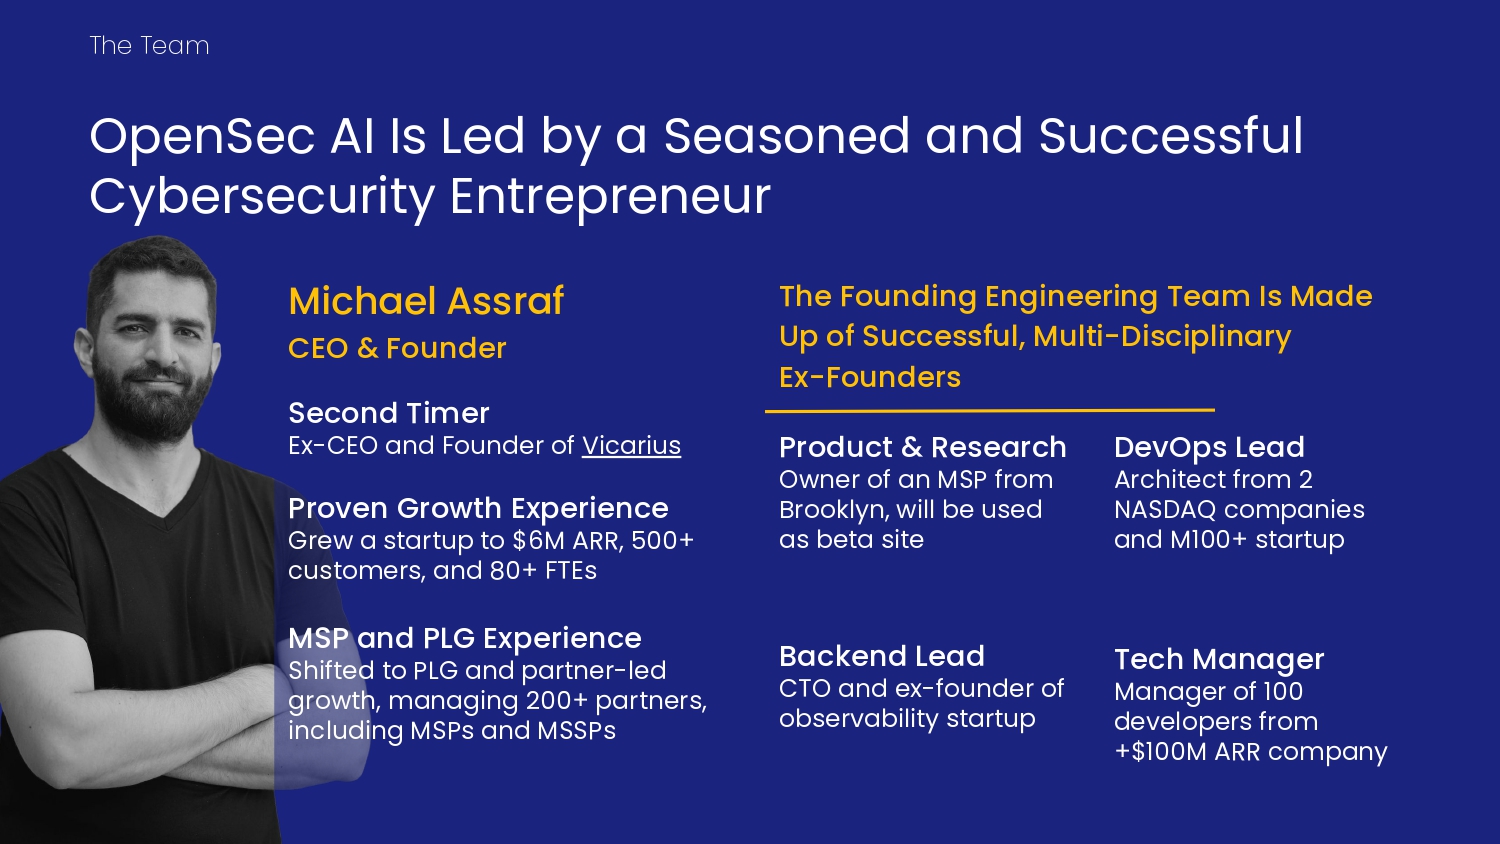 The Team
OpenSec AI Is Led by a Seasoned and Successful
Cybersecurity Entrepreneur
Michael Assraf
CEO & Founder
Second Timer
Ex-CEO and Founder of Vicarius
Proven Growth Experience
Grew a startup to $6M ARR, 500+
customers, and 80+ FTEs
MSP and PLG Experience
Shifted to PLG and partner-led
growth, managing 200+ partners,
including MSPs and MSSPs
The Founding Engineering Team Is Made
Up of Successful, Multi-Disciplinary
Ex-Founders
Product & Research
Owner of an MSP from
Brooklyn, will be used
as beta site
DevOps Lead
Architect from 2
NASDAQ companies
and M100+ startup
Backend Lead
CTO and ex-founder of
observability startup
Tech Manager
Manager of 100
developers from
+$100M ARR company